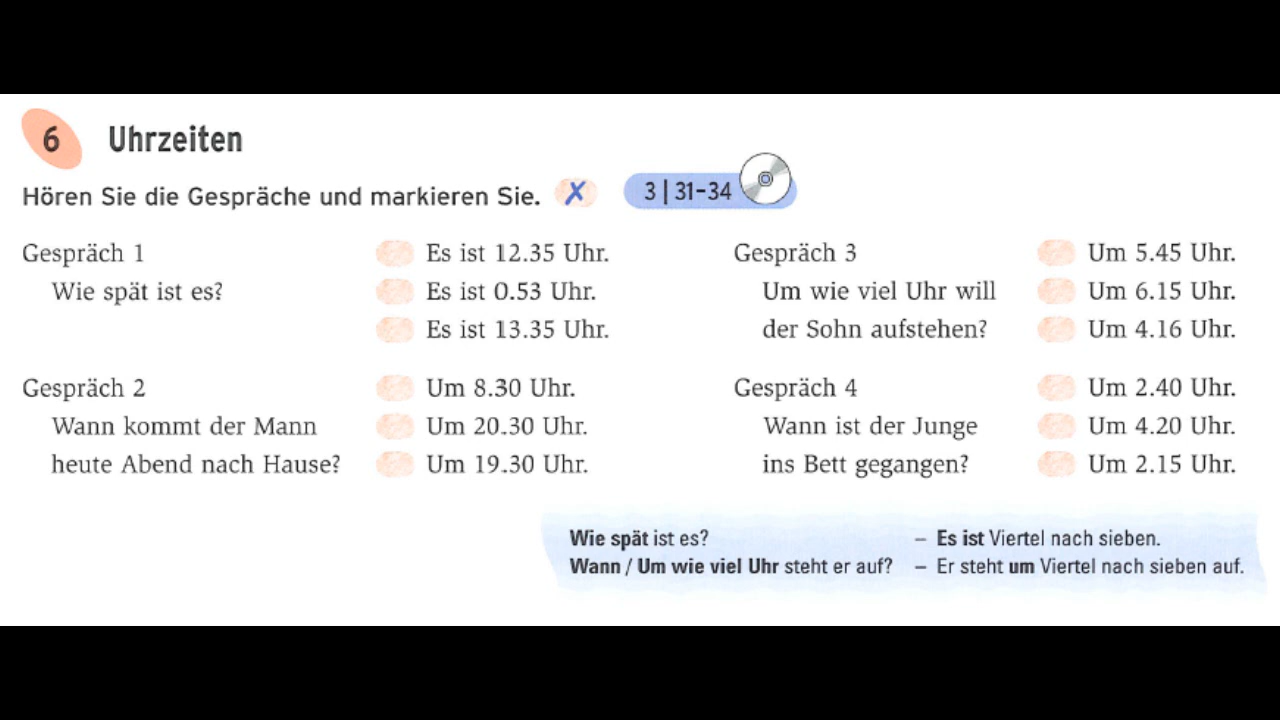 6 Uhrzeiten
Hören Sie die Gespräche und markieren Sie. X 3 | 31–34
Gespräch 1
Wie spät ist es?
Es ist 12.35 Uhr.
Es ist 0.53 Uhr.
Es ist 13.35 Uhr.
Gespräch 2
Wann kommt der Mann
heute Abend nach Hause?
Um 8.30 Uhr.
Um 20.30 Uhr.
Um 19.30 Uhr.
Gespräch 3
Um wie viel Uhr will
der Sohn aufstehen?
Um 5.45 Uhr.
Um 6.15 Uhr.
Um 4.16 Uhr.
Gespräch 4
Wann ist der Junge
ins Bett gegangen?
Um 2.40 Uhr.
Um 4.20 Uhr.
Um 2.15 Uhr.
Wie spät ist es? – Es ist Viertel nach sieben.
Wann / Um wie viel Uhr steht er auf? – Er steht um Viertel nach sieben auf.